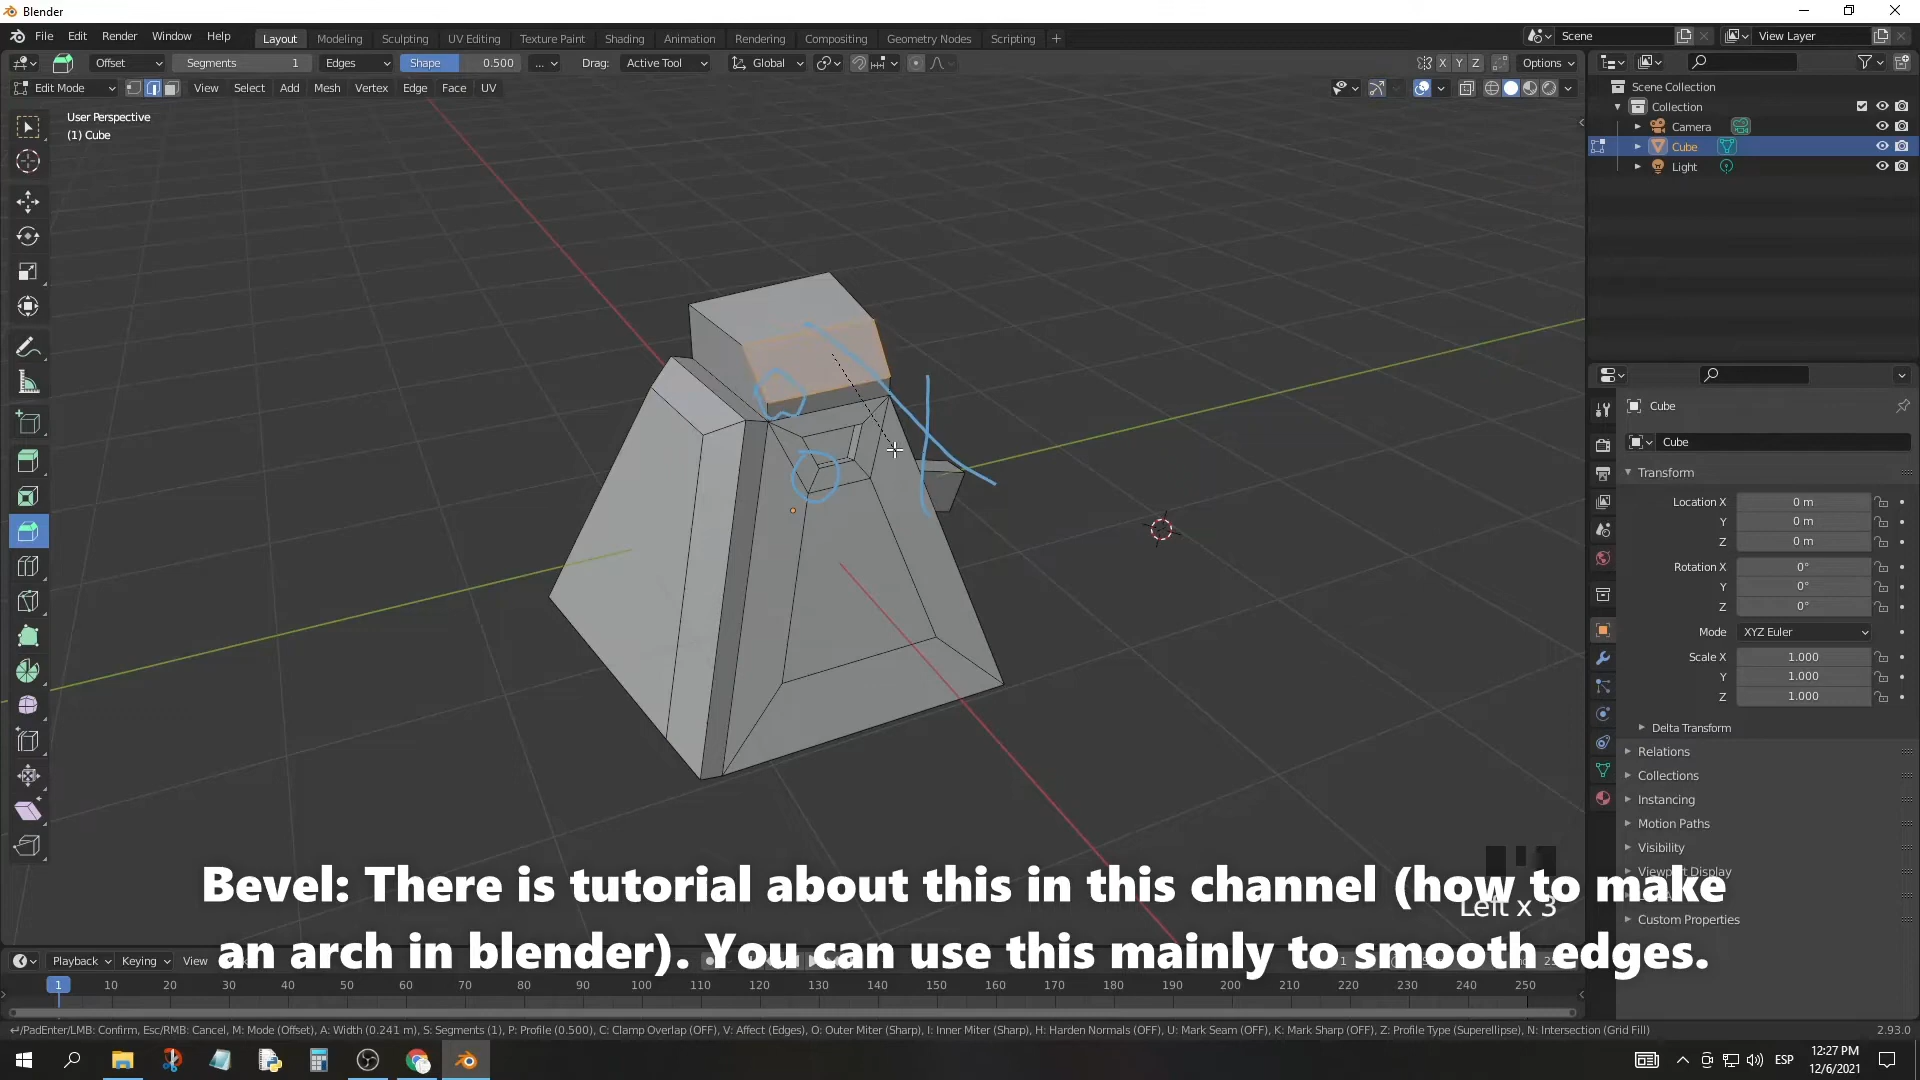 Blender
File Edit Render Window Help
Layout Modeling Sculpting UV Editing Texture Paint Shading Animation Rendering Compositing Geometry Nodes Scripting +
Scene
View Layer
Offset
Segments 1
Edges
Shape 0.500
...
Drag: Active Tool
Global
X Y Z
Options
Edit Mode
View Select Add Mesh Vertex Edge Face UV
User Perspective
(1) Cube
Scene Collection
Collection
Camera
Cube
Light
Cube
Cube
Transform
Location X 0 m
Y 0 m
Z 0 m
Rotation X 0°
Y 0°
Z 0°
Mode XYZ Euler
Scale X 1.000
Y 1.000
Z 1.000
Delta Transform
Relations
Collections
Instancing
Motion Paths
Visibility
Viewport Display
Custom Properties
Left x 3
Bevel: There is tutorial about this in this channel (how to make
an arch in blender). You can use this mainly to smooth edges.
Playback Keying View
1 10 20 30 40 50 60 70 80 90 100 110 120 130 140 150 160 170 180 190 200 210 220 230 240 250
↵/PadEnter/LMB: Confirm, Esc/RMB: Cancel, M: Mode (Offset), A: Width (0.241 m), S: Segments (1), P: Profile (0.500), C: Clamp Overlap (OFF), V: Affect (Edges), O: Outer Miter (Sharp), I: Inner Miter (Sharp), H: Harden Normals (OFF), U: Mark Seam (OFF), K: Mark Sharp (OFF), Z: Profile Type (Superellipse), N: Intersection (Grid Fill)
2.93.0
ESP
12:27 PM
12/6/2021